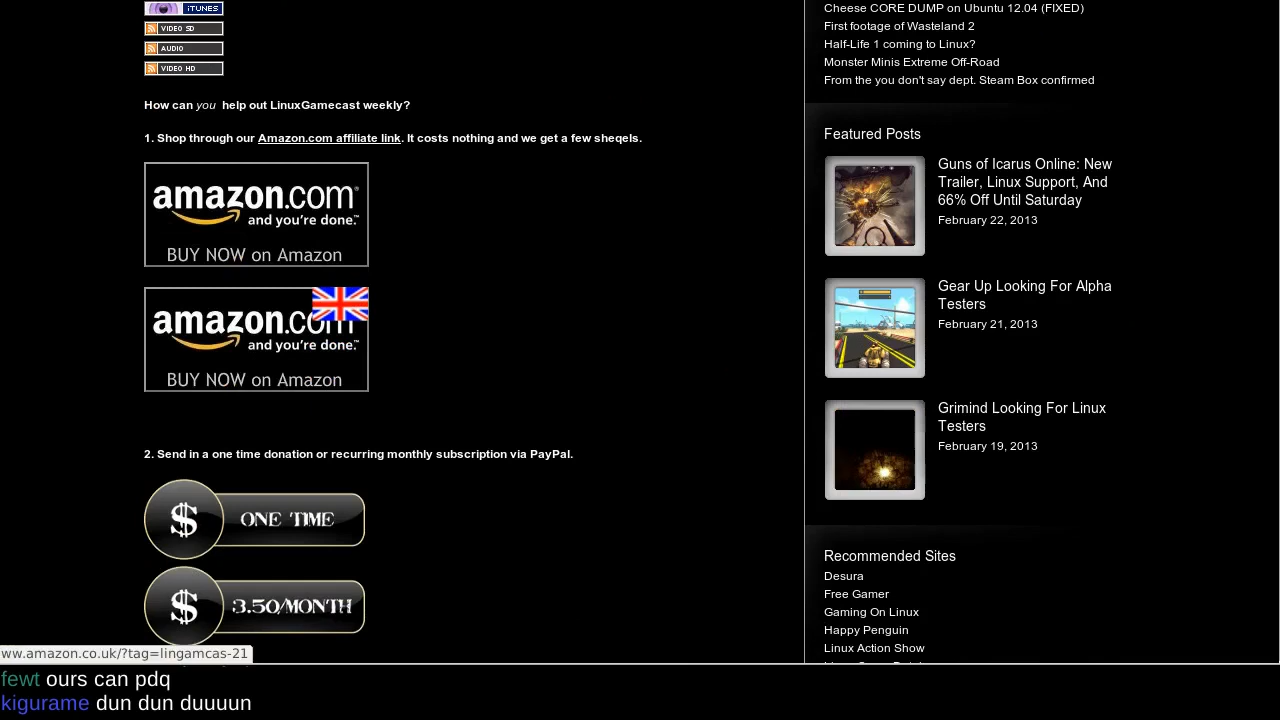 iTUNES
VIDEO SD
AUDIO
VIDEO HD
How can you help out LinuxGamecast weekly?
1. Shop through our Amazon.com affiliate link. It costs nothing and we get a few sheqels.
amazon.com
and you're done.™
BUY NOW on Amazon
amazon.com
and you're done.™
BUY NOW on Amazon
2. Send in a one time donation or recurring monthly subscription via PayPal.
$ ONE TIME
$ 3.50/MONTH
ww.amazon.co.uk/?tag=lingamcas-21
Cheese CORE DUMP on Ubuntu 12.04 (FIXED)
First footage of Wasteland 2
Half-Life 1 coming to Linux?
Monster Minis Extreme Off-Road
From the you don't say dept. Steam Box confirmed
Featured Posts
Guns of Icarus Online: New
Trailer, Linux Support, And
66% Off Until Saturday
February 22, 2013
Gear Up Looking For Alpha
Testers
February 21, 2013
Grimind Looking For Linux
Testers
February 19, 2013
Recommended Sites
Desura
Free Gamer
Gaming On Linux
Happy Penguin
Linux Action Show
fewt ours can pdq
kigurame dun dun duuuun